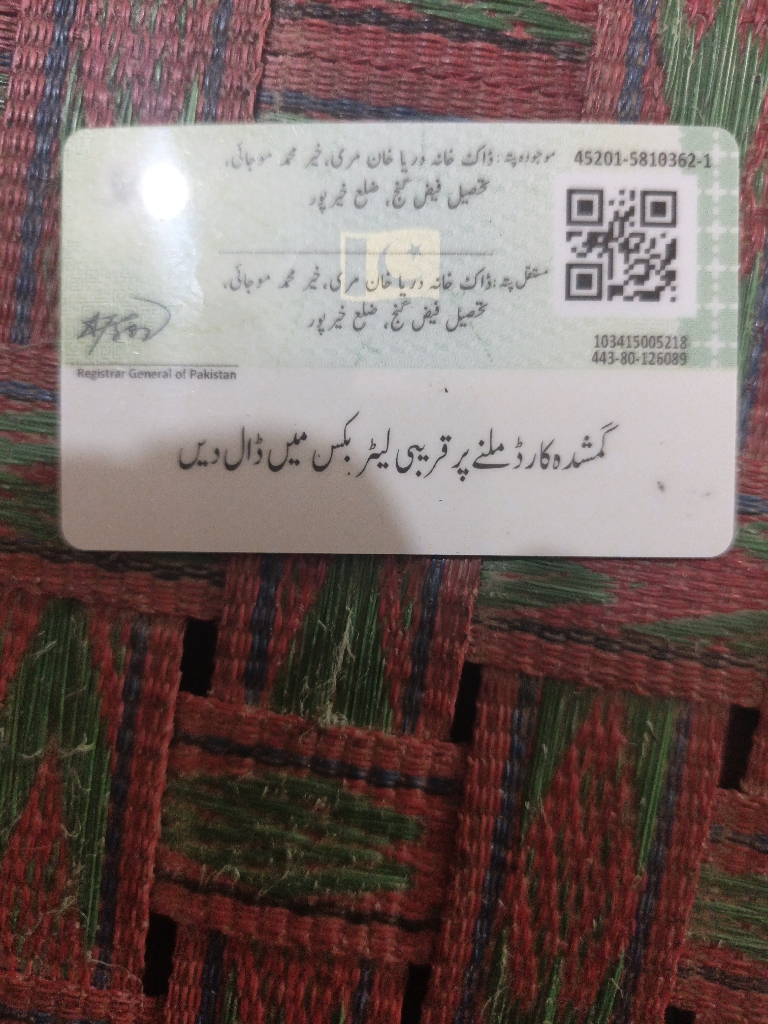 موجودہ پتہ: ڈاک خانہ دریا خان مری، خیر محمد موجائی،
تحصیل فیض گنج، ضلع خیرپور
45201-5810362-1
مستقل پتہ: ڈاک خانہ دریا خان مری، خیر محمد موجائی،
تحصیل فیض گنج، ضلع خیرپور
103415005218
443-80-126089
Registrar General of Pakistan
گمشدہ کارڈ ملنے پر قریبی لیٹر بکس میں ڈال دیں